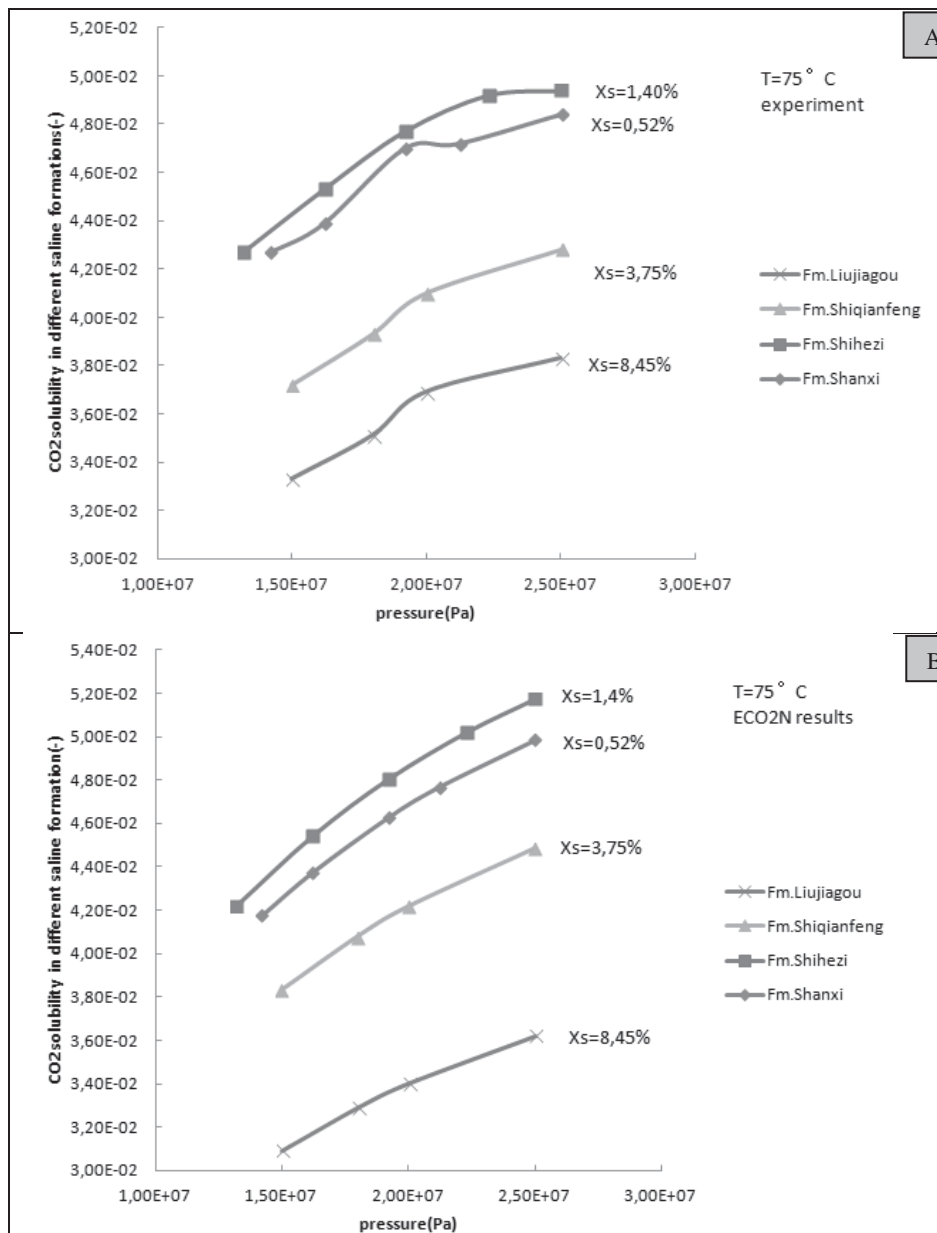 A
5,20E-02
5,00E-02
4,80E-02
4,60E-02
4,40E-02
4,20E-02
4,00E-02
3,80E-02
3,60E-02
3,40E-02
3,20E-02
3,00E-02
CO2 solubility in different saline formations(-)
Xs=1,40%
Xs=0,52%
Xs=3,75%
Xs=8,45%
T=75° C
experiment
Fm.Liujiagou
Fm.Shiqianfeng
Fm.Shihezi
Fm.Shanxi
1,00E+07 1,50E+07 2,00E+07 2,50E+07 3,00E+07
pressure(Pa)
B
5,40E-02
5,20E-02
5,00E-02
4,80E-02
4,60E-02
4,40E-02
4,20E-02
4,00E-02
3,80E-02
3,60E-02
3,40E-02
3,20E-02
3,00E-02
CO2 solubility in different saline formation(-)
Xs=1,4%
Xs=0,52%
Xs=3,75%
Xs=8,45%
T=75° C
ECO2N results
Fm.Liujiagou
Fm.Shiqianfeng
Fm.Shihezi
Fm.Shanxi
1,00E+07 1,50E+07 2,00E+07 2,50E+07 3,00E+07
pressure(Pa)